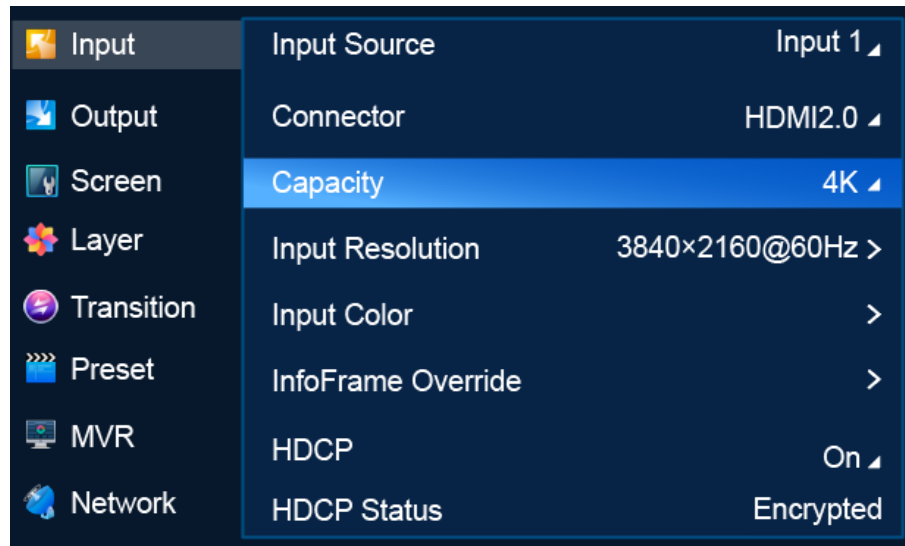 Input
Output
Screen
Layer
Transition
Preset
MVR
Network
Input Source Input 1
Connector HDMI2.0
Capacity 4K
Input Resolution 3840×2160@60Hz >
Input Color >
InfoFrame Override >
HDCP On
HDCP Status Encrypted